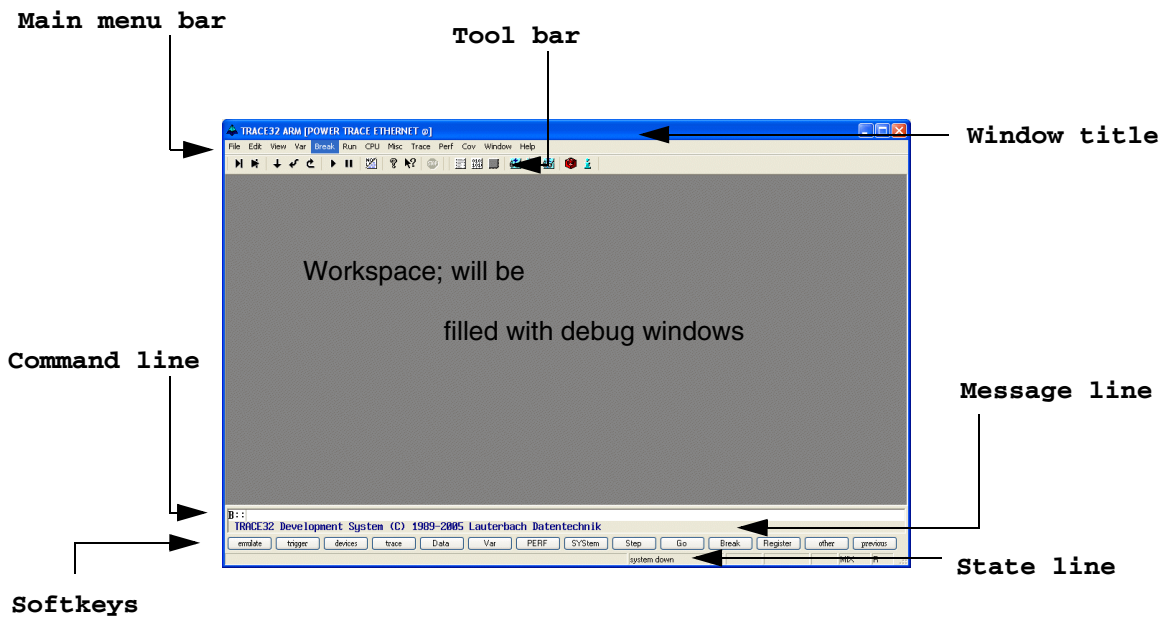 Main menu bar
Tool bar
Window title
TRACE32 ARM [POWER TRACE ETHERNET @]
File Edit View Var Break Run CPU Misc Trace Perf Cov Window Help
Workspace; will be
filled with debug windows
Command line
Message line
B::
TRACE32 Development System (C) 1989-2005 Lauterbach Datentechnik
emulate trigger devices trace Data Var PERF SYStem Step Go Break Register other previous
system down MIX R
State line
Softkeys